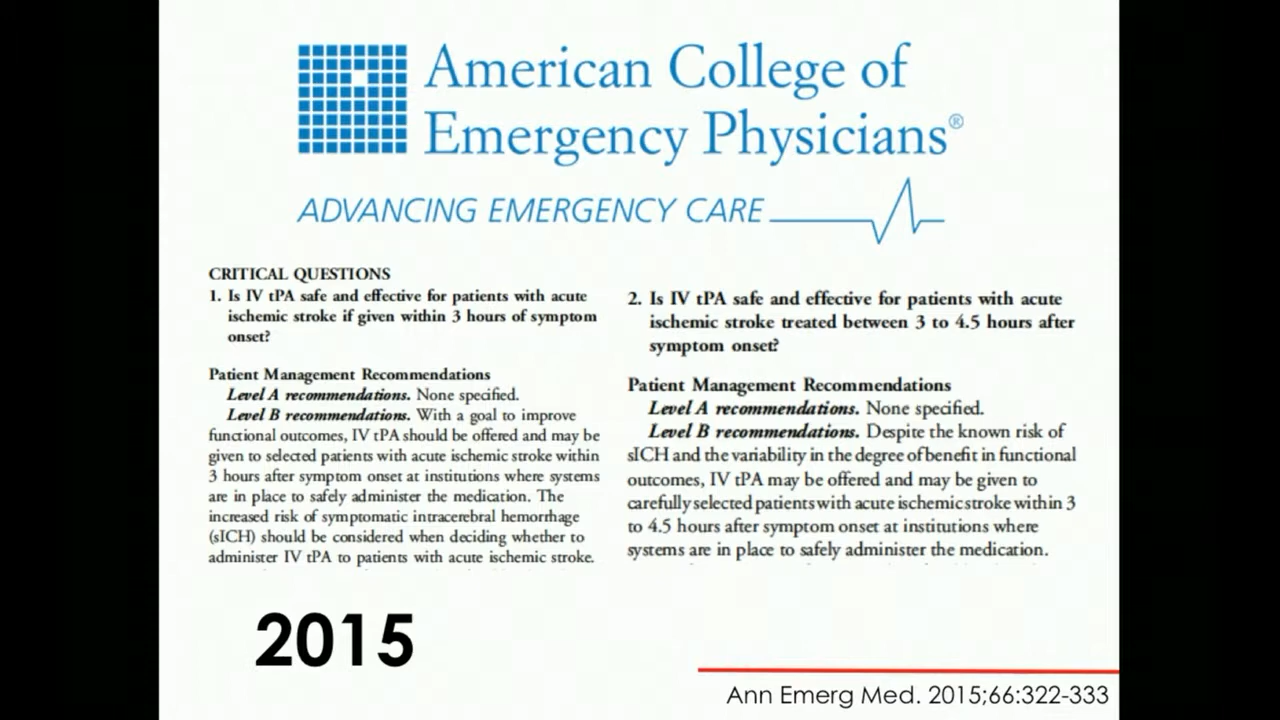 American College of
Emergency Physicians®
ADVANCING EMERGENCY CARE
CRITICAL QUESTIONS
1. Is IV tPA safe and effective for patients with acute
ischemic stroke if given within 3 hours of symptom
onset?
Patient Management Recommendations
Level A recommendations. None specified.
Level B recommendations. With a goal to improve
functional outcomes, IV tPA should be offered and may be
given to selected patients with acute ischemic stroke within
3 hours after symptom onset at institutions where systems
are in place to safely administer the medication. The
increased risk of symptomatic intracerebral hemorrhage
(sICH) should be considered when deciding whether to
administer IV tPA to patients with acute ischemic stroke.
2. Is IV tPA safe and effective for patients with acute
ischemic stroke treated between 3 to 4.5 hours after
symptom onset?
Patient Management Recommendations
Level A recommendations. None specified.
Level B recommendations. Despite the known risk of
sICH and the variability in the degree of benefit in functional
outcomes, IV tPA may be offered and may be given to
carefully selected patients with acute ischemic stroke within 3
to 4.5 hours after symptom onset at institutions where
systems are in place to safely administer the medication.
2015
Ann Emerg Med. 2015;66:322-333